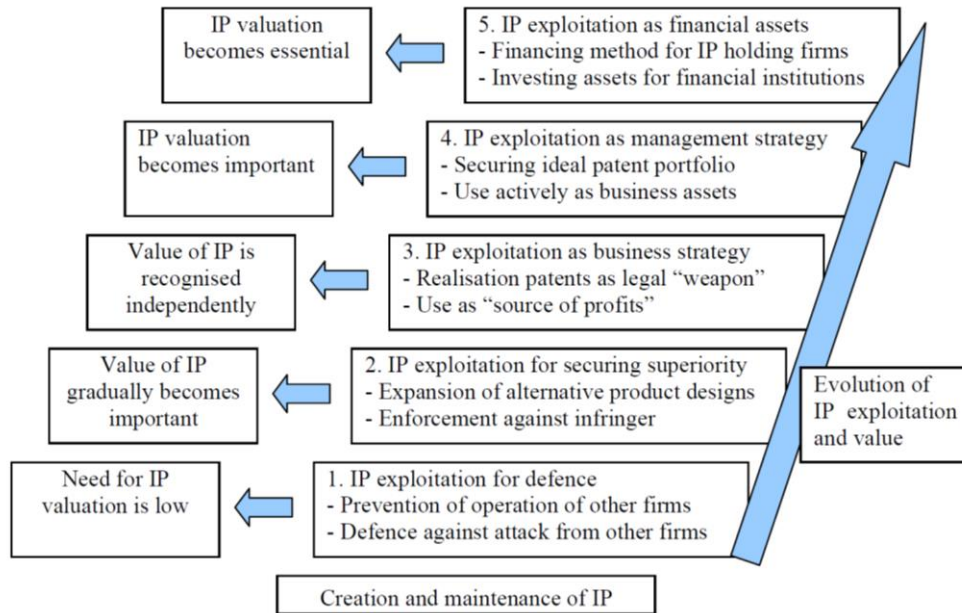 IP valuation
becomes essential
5. IP exploitation as financial assets
- Financing method for IP holding firms
- Investing assets for financial institutions
IP valuation
becomes important
4. IP exploitation as management strategy
- Securing ideal patent portfolio
- Use actively as business assets
Value of IP is
recognised
independently
3. IP exploitation as business strategy
- Realisation patents as legal “weapon”
- Use as “source of profits”
Value of IP
gradually becomes
important
2. IP exploitation for securing superiority
- Expansion of alternative product designs
- Enforcement against infringer
Evolution of
IP exploitation
and value
Need for IP
valuation is low
1. IP exploitation for defence
- Prevention of operation of other firms
- Defence against attack from other firms
Creation and maintenance of IP